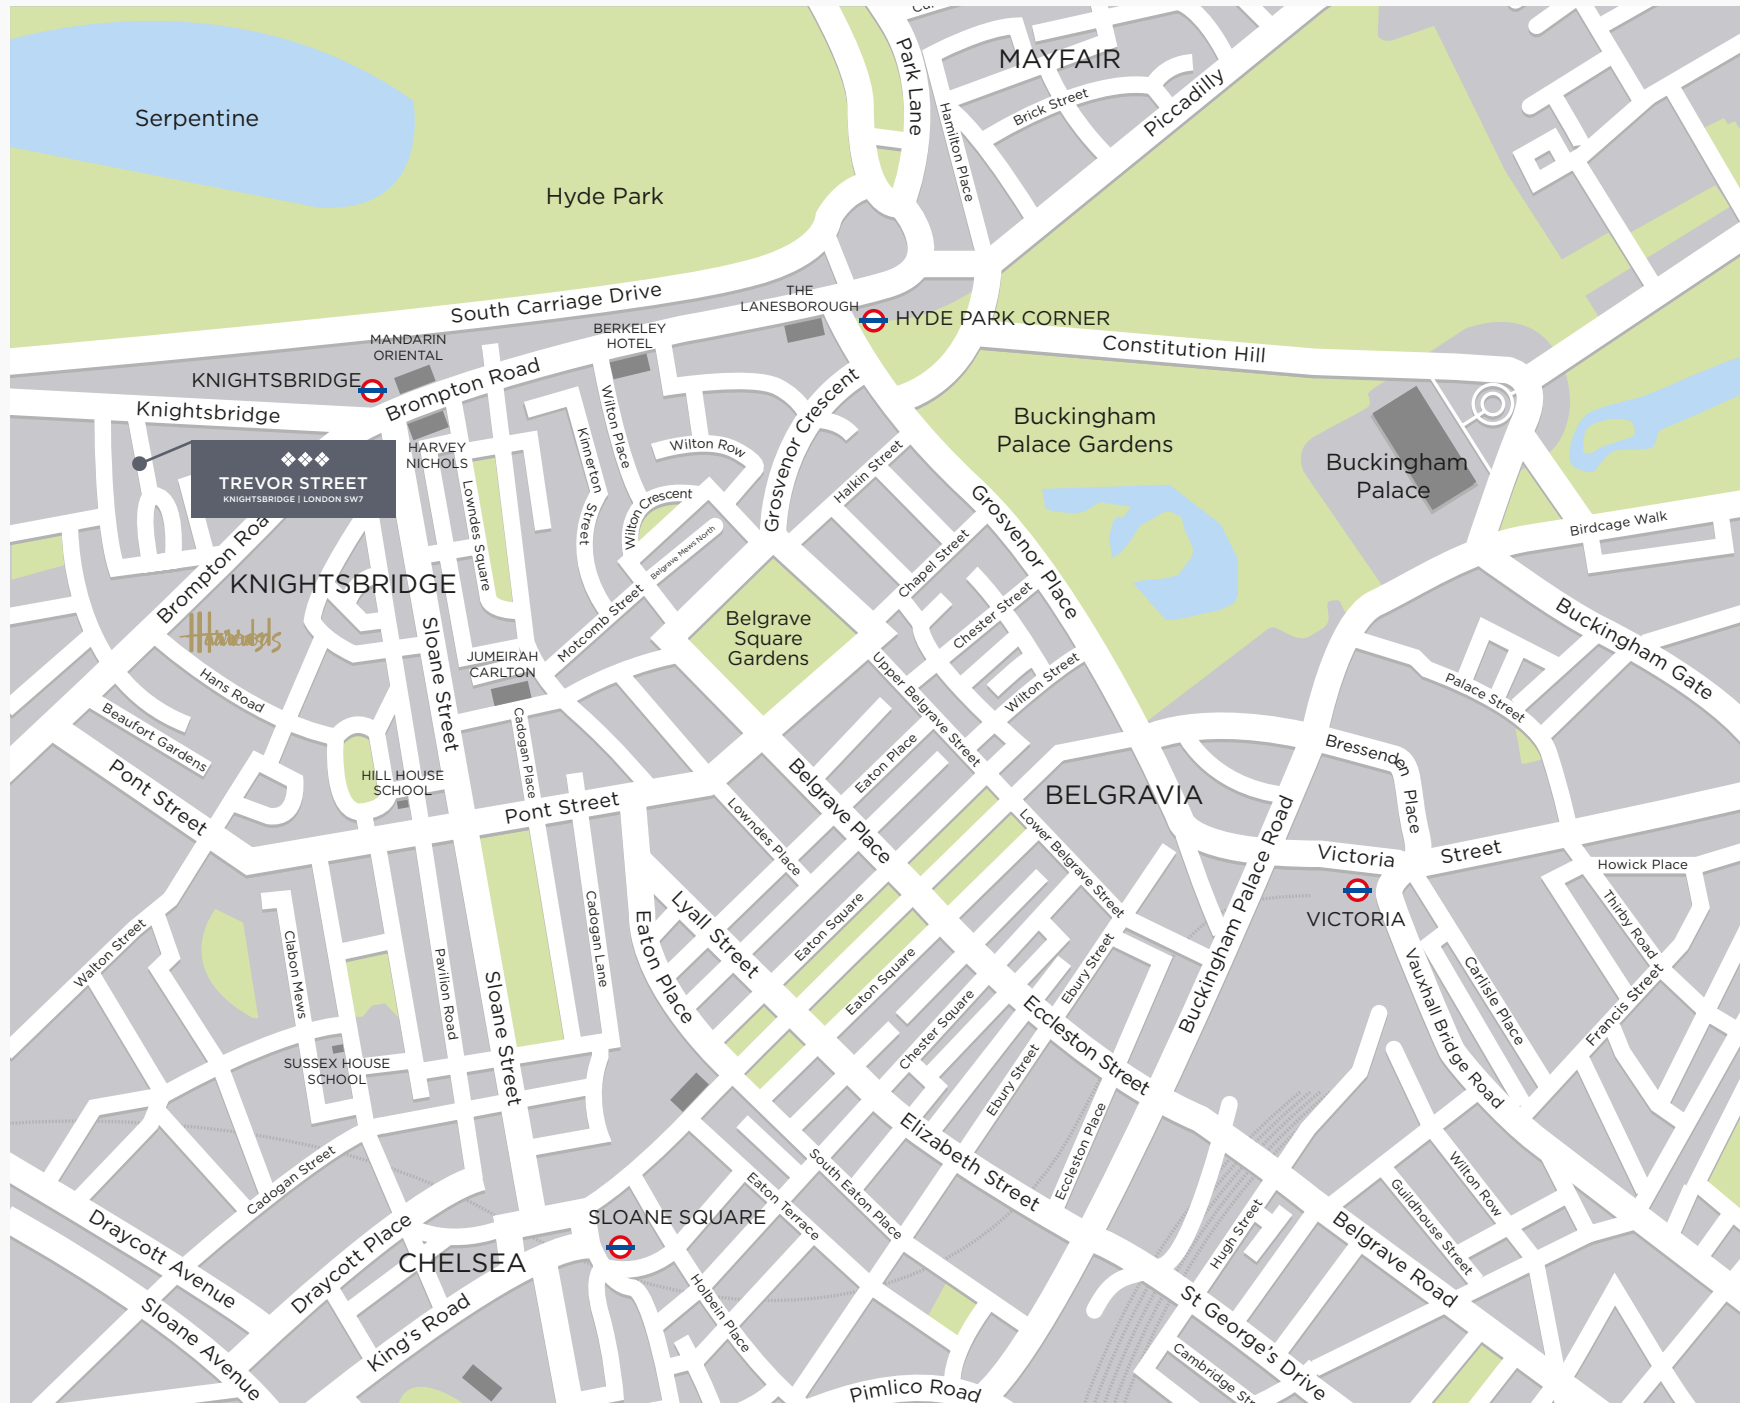 MAYFAIR
Park Lane
Hamilton Place
Brick Street
Piccadilly
Serpentine
Hyde Park
South Carriage Drive
THE
LANESBOROUGH
HYDE PARK CORNER
Constitution Hill
MANDARIN
ORIENTAL
BERKELEY
HOTEL
KNIGHTSBRIDGE
Knightsbridge
Brompton Road
HARVEY
NICHOLS
TREVOR STREET
KNIGHTSBRIDGE | LONDON SW7
Brompton Roa
KNIGHTSBRIDGE
Harrods
Wilton Place
Kinnerton
Street
Wilton Row
Wilton Crescent
Belgrave Mews North
Grosvenor Crescent
Halkin Street
Grosvenor Place
Buckingham
Palace Gardens
Buckingham
Palace
Birdcage Walk
Buckingham Gate
Lowndes Square
Sloane Street
Motcomb Street
Belgrave
Square
Gardens
Chapel Street
Chester Street
Wilton Street
Upper Belgrave Street
JUMEIRAH
CARLTON
Cadogan Place
Hans Road
Beaufort Gardens
Pont Street
HILL HOUSE
SCHOOL
Pont Street
Lowndes Place
Belgrave Place
Eaton Place
BELGRAVIA
Lower Belgrave Street
Palace Street
Bressenden
Place
Buckingham Palace Road
Victoria
Street
VICTORIA
Howick Place
Thirby Road
Francis Street
Carlisle Place
Vauxhall Bridge Road
Walton Street
Clabon Mews
Pavilion Road
Sloane Street
Cadogan Lane
Eaton Place
Lyall Street
Eaton Square
Eaton Square
Chester Square
Ebury Street
Ebury Street
Eccleston Street
Eccleston Place
Elizabeth Street
SUSSEX HOUSE
SCHOOL
Cadogan Street
Draycott Avenue
Draycott Place
Sloane Avenue
CHELSEA
King's Road
SLOANE SQUARE
Eaton Terrace
South Eaton Place
Holbein Place
Pimlico Road
Hugh Street
St George's Drive
Cambridge Str
Belgrave Road
Guildhouse Street
Wilton Row